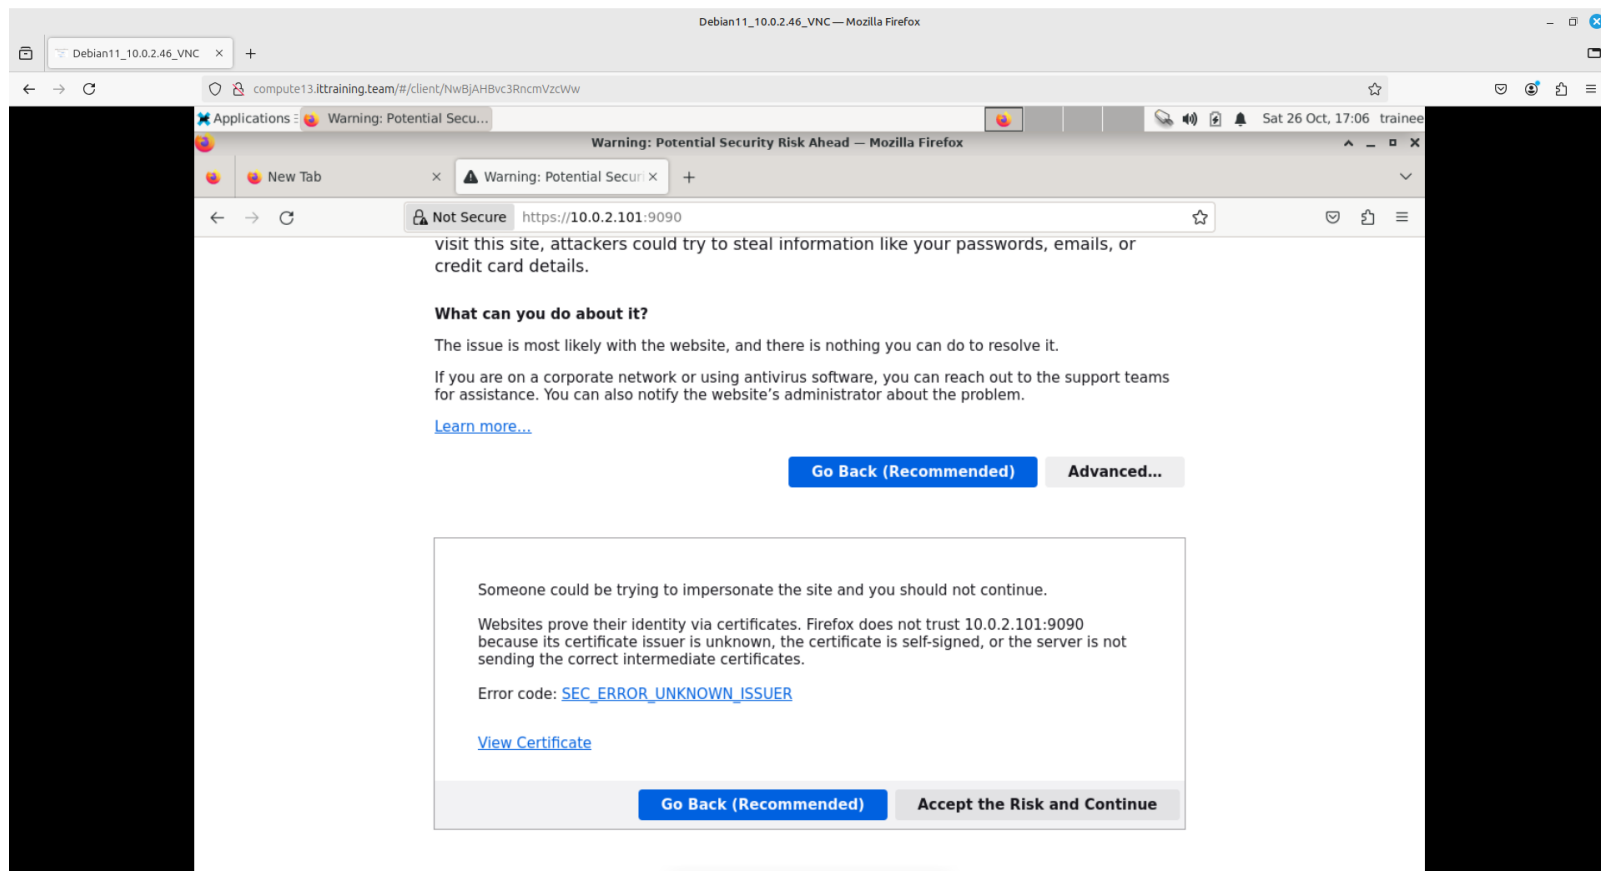 Debian11_10.0.2.46_VNC — Mozilla Firefox
Debian11_10.0.2.46_VNC
compute13.ittraining.team/#/client/NwBjAHBvc3RncmVzcWw
Applications
Warning: Potential Secu...
Sat 26 Oct, 17:06 trainee
Warning: Potential Security Risk Ahead — Mozilla Firefox
New Tab
Warning: Potential Securi
Not Secure
https://10.0.2.101:9090
visit this site, attackers could try to steal information like your passwords, emails, or
credit card details.
What can you do about it?
The issue is most likely with the website, and there is nothing you can do to resolve it.
If you are on a corporate network or using antivirus software, you can reach out to the support teams
for assistance. You can also notify the website’s administrator about the problem.
Learn more…
Go Back (Recommended)
Advanced…
Someone could be trying to impersonate the site and you should not continue.
Websites prove their identity via certificates. Firefox does not trust 10.0.2.101:9090
because its certificate issuer is unknown, the certificate is self-signed, or the server is not
sending the correct intermediate certificates.
Error code: SEC_ERROR_UNKNOWN_ISSUER
View Certificate
Go Back (Recommended)
Accept the Risk and Continue